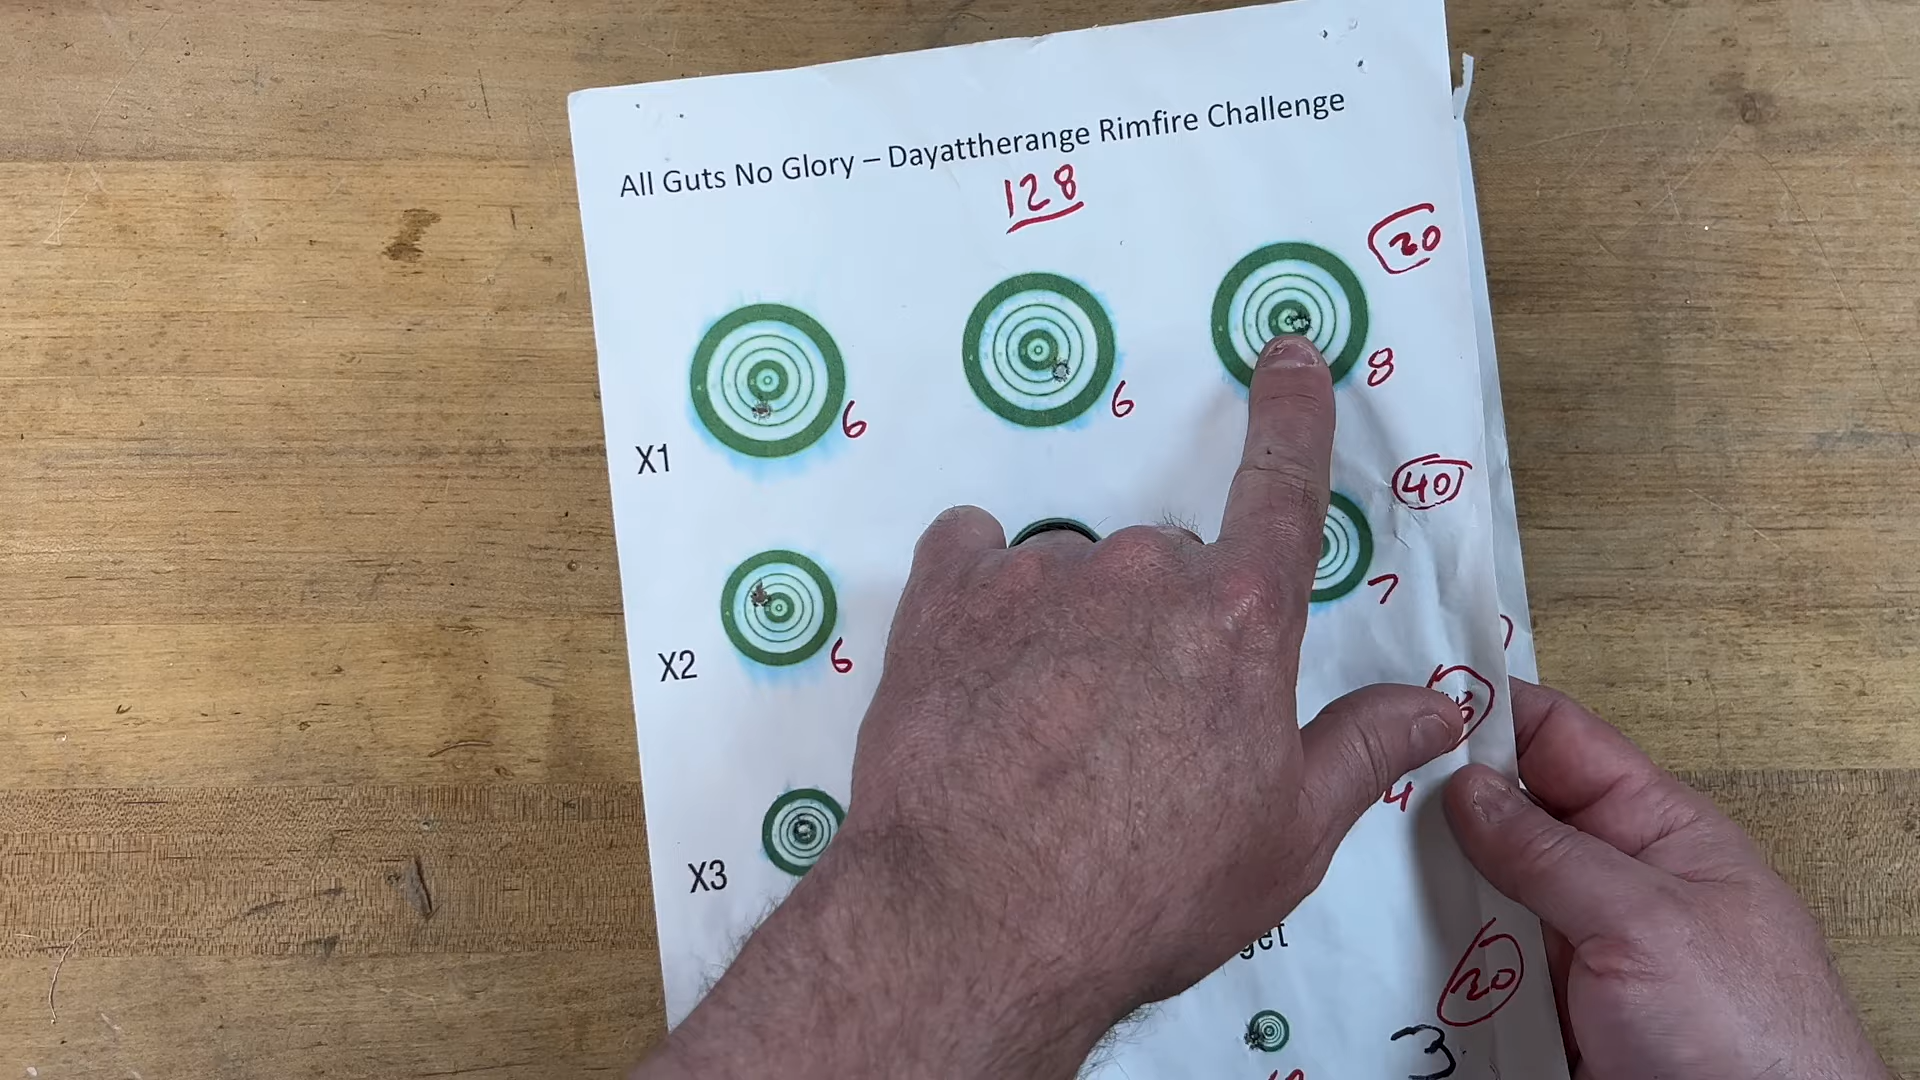 All Guts No Glory – Dayattherange Rimfire Challenge
128
20
6
6
8
X1
40
7
6
X2
4
X3
get
20
3